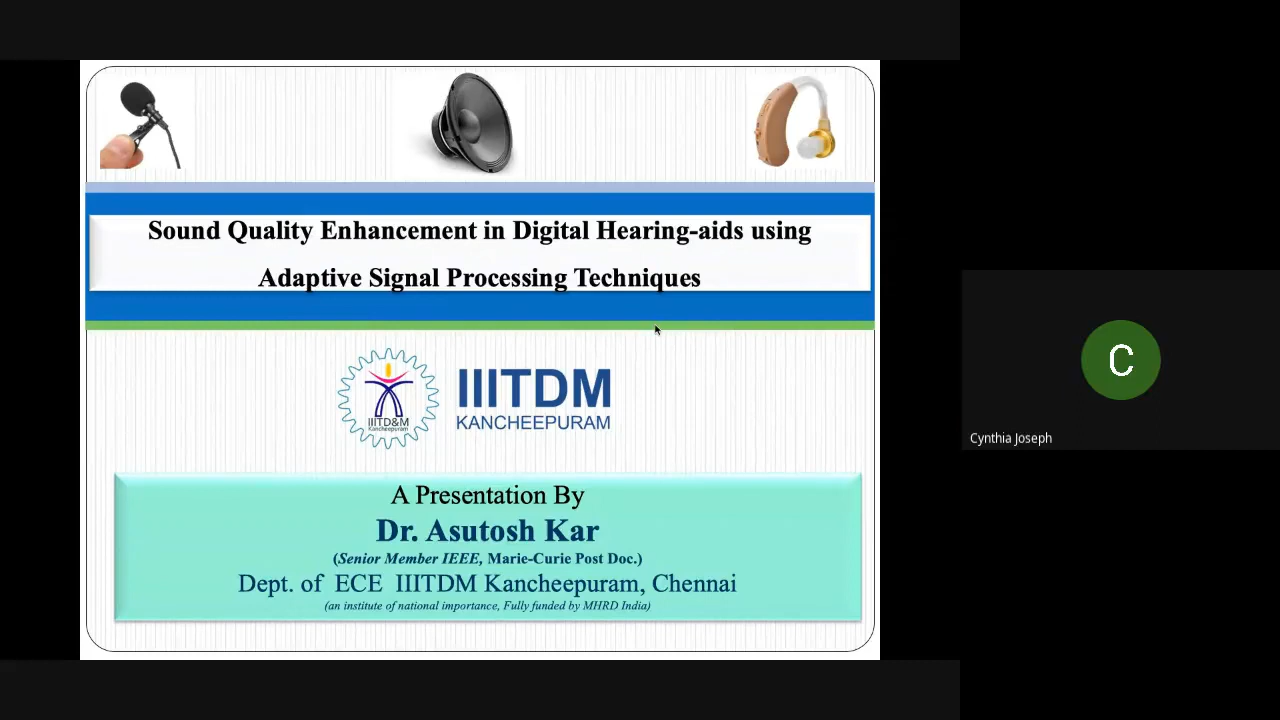 Sound Quality Enhancement in Digital Hearing-aids using
Adaptive Signal Processing Techniques
IIITD&M
Kancheepuram
IIITDM
KANCHEEPURAM
A Presentation By
Dr. Asutosh Kar
(Senior Member IEEE, Marie-Curie Post Doc.)
Dept. of ECE IIITDM Kancheepuram, Chennai
(an institute of national importance, Fully funded by MHRD India)
C
Cynthia Joseph